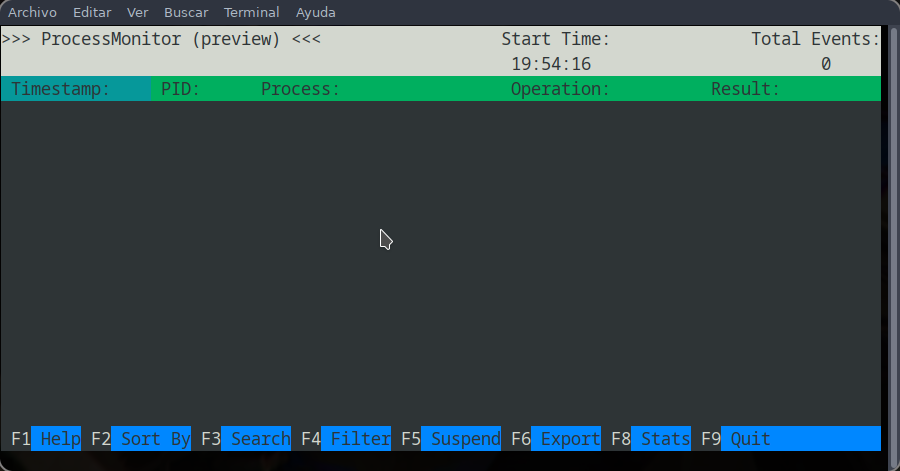 Archivo Editar Ver Buscar Terminal Ayuda
>>> ProcessMonitor (preview) <<< Start Time: Total Events:
19:54:16 0
Timestamp: PID: Process: Operation: Result:
F1 Help F2 Sort By F3 Search F4 Filter F5 Suspend F6 Export F8 Stats F9 Quit